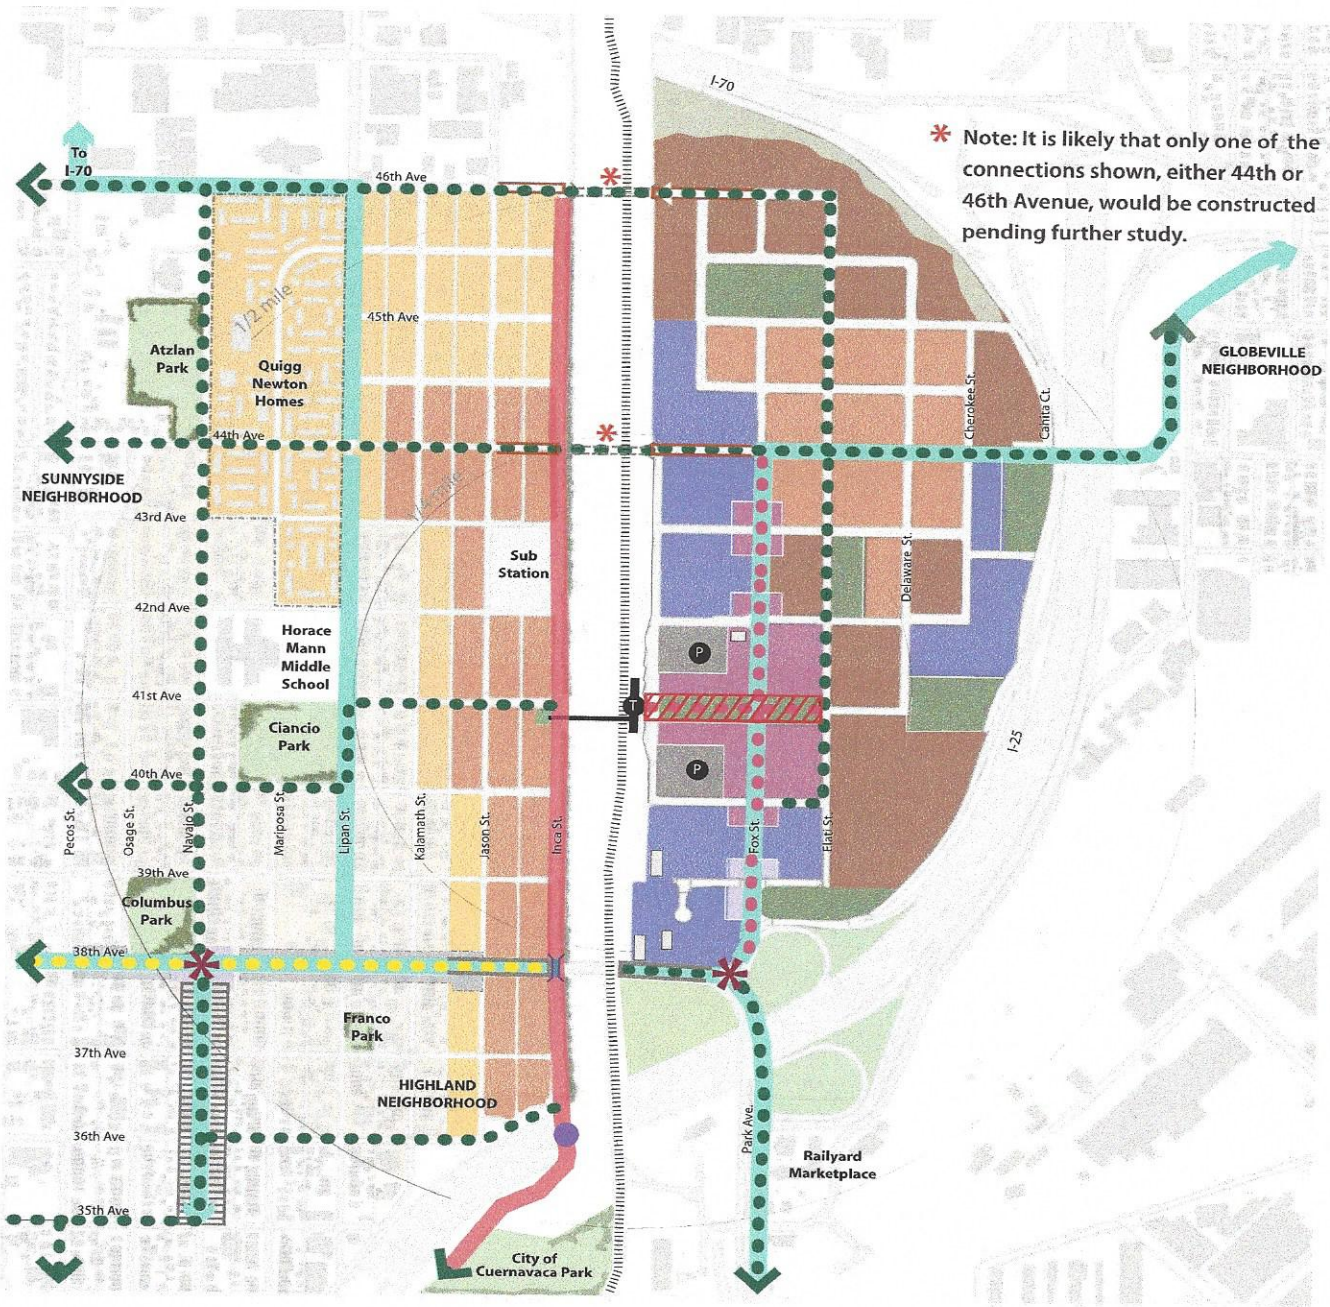 I-70
* Note: It is likely that only one of the
connections shown, either 44th or
46th Avenue, would be constructed
pending further study.
To
I-70
46th Ave
*
1/2 mile
45th Ave
Atzlan
Park
Quigg
Newton
Homes
GLOBEVILLE
NEIGHBORHOOD
Cherokee St.
Canita Ct.
44th Ave
*
SUNNYSIDE
NEIGHBORHOOD
1/4 mile
43rd Ave
Sub
Station
Delaware St.
42nd Ave
Horace
Mann
Middle
School
P
41st Ave
T
Ciancio
Park
I-25
40th Ave
P
Pecos St.
Osage St.
Navajo St.
Mariposa St.
Lipan St.
Kalamath St.
Jason St.
Inca St.
Fox St.
Elati St.
39th Ave
Columbus
Park
38th Ave
Franco
Park
37th Ave
HIGHLAND
NEIGHBORHOOD
36th Ave
Park Ave.
Railyard
Marketplace
35th Ave
City of
Cuernavaca Park